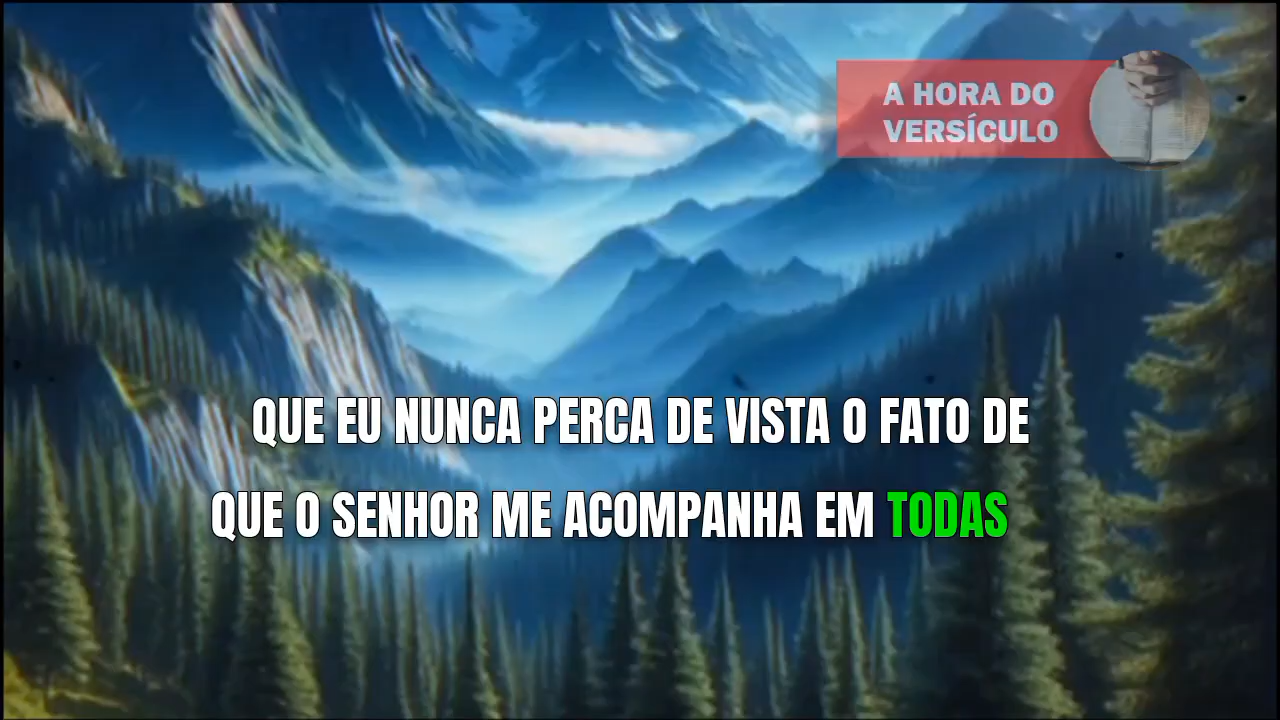 A HORA DO
VERSÍCULO
QUE EU NUNCA PERCA DE VISTA O FATO DE
QUE O SENHOR ME ACOMPANHA EM TODAS